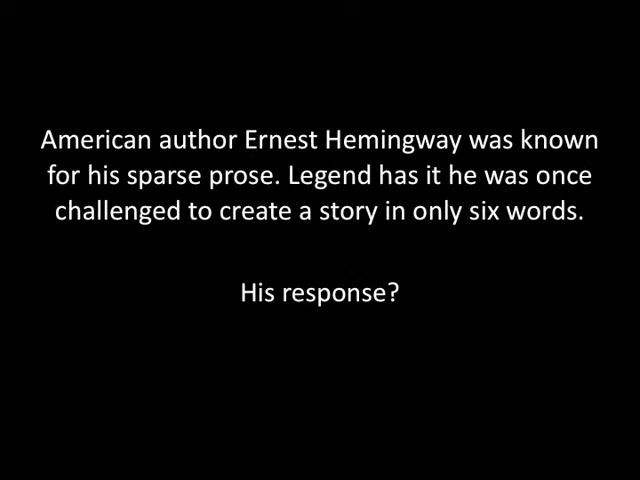 American author Ernest Hemingway was known
for his sparse prose. Legend has it he was once
challenged to create a story in only six words.
His response?